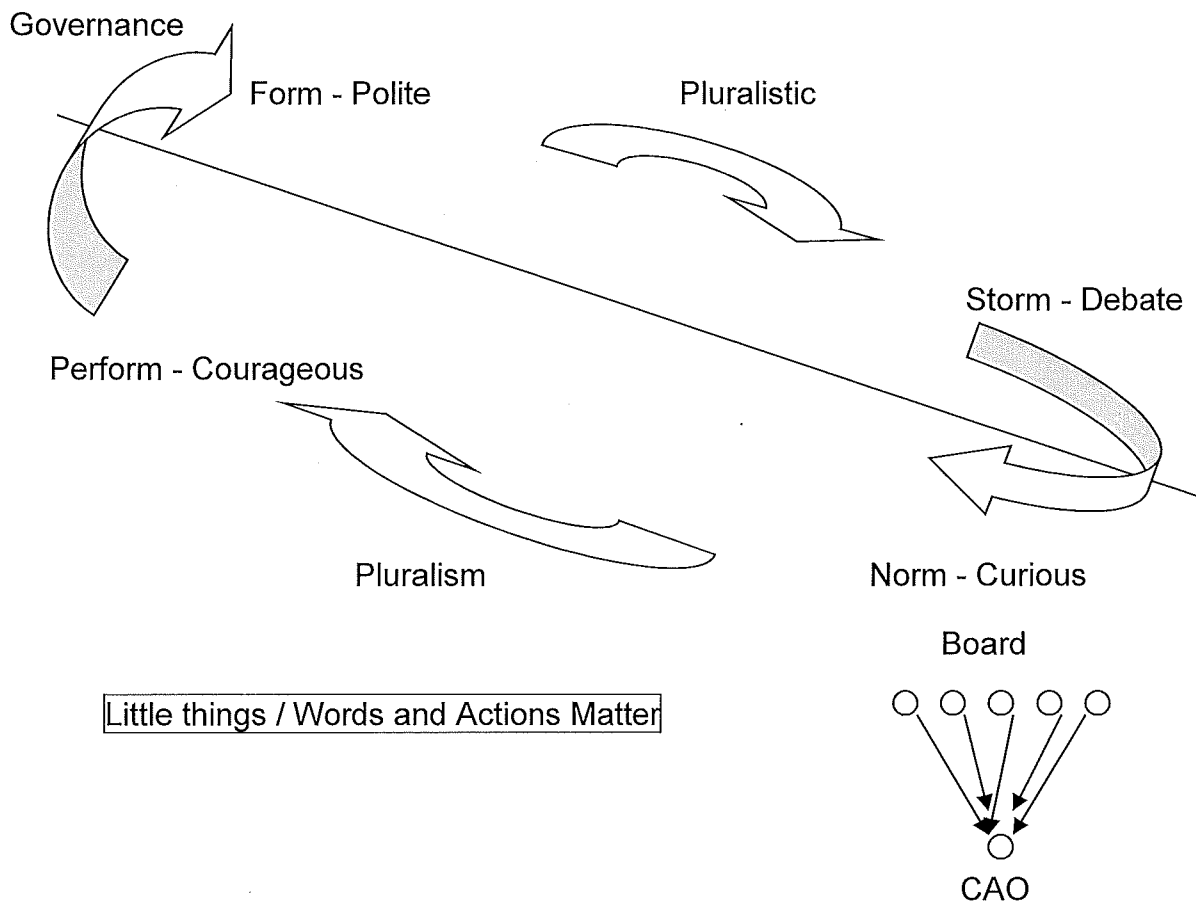 Governance
Form - Polite
Pluralistic
Storm - Debate
Perform - Courageous
Pluralism
Norm - Curious
Board
Little things / Words and Actions Matter
CAO